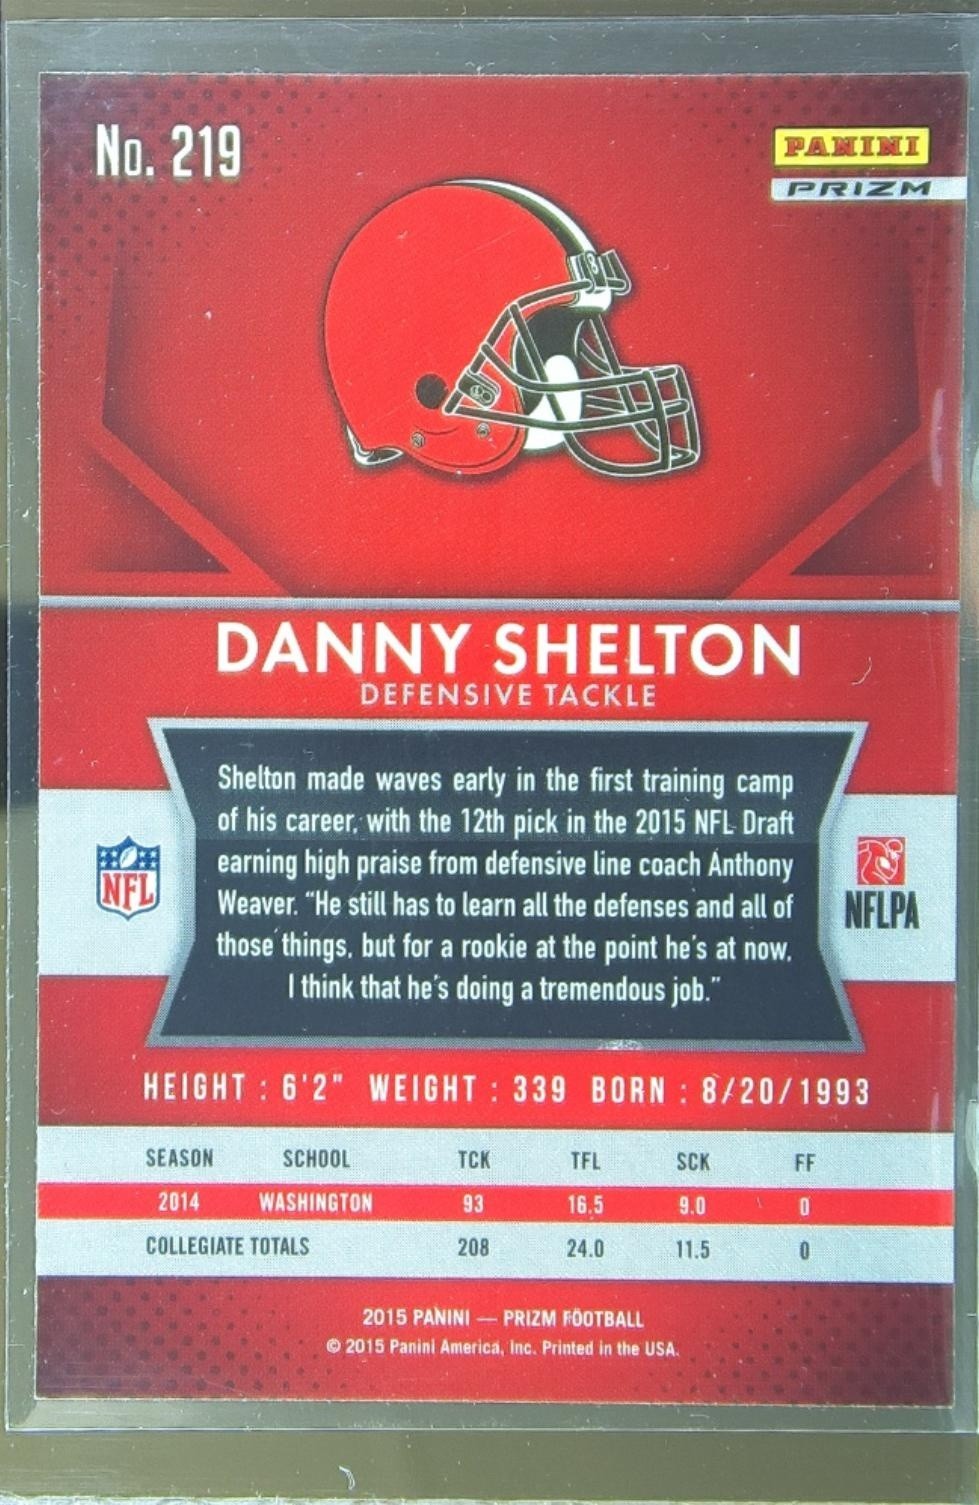 No. 219
PANINI
PRIZM
DANNY SHELTON
DEFENSIVE TACKLE
Shelton made waves early in the first training camp
of his career, with the 12th pick in the 2015 NFL Draft
earning high praise from defensive line coach Anthony
Weaver. “He still has to learn all the defenses and all of
those things, but for a rookie at the point he's at now,
I think that he's doing a tremendous job.”
NFL
NFLPA
HEIGHT : 6'2" WEIGHT : 339 BORN : 8/20/1993
SEASON SCHOOL TCK TFL SCK FF
2014 WASHINGTON 93 16.5 9.0 0
COLLEGIATE TOTALS 208 24.0 11.5 0
2015 PANINI — PRIZM FOOTBALL
© 2015 Panini America, Inc. Printed in the USA.